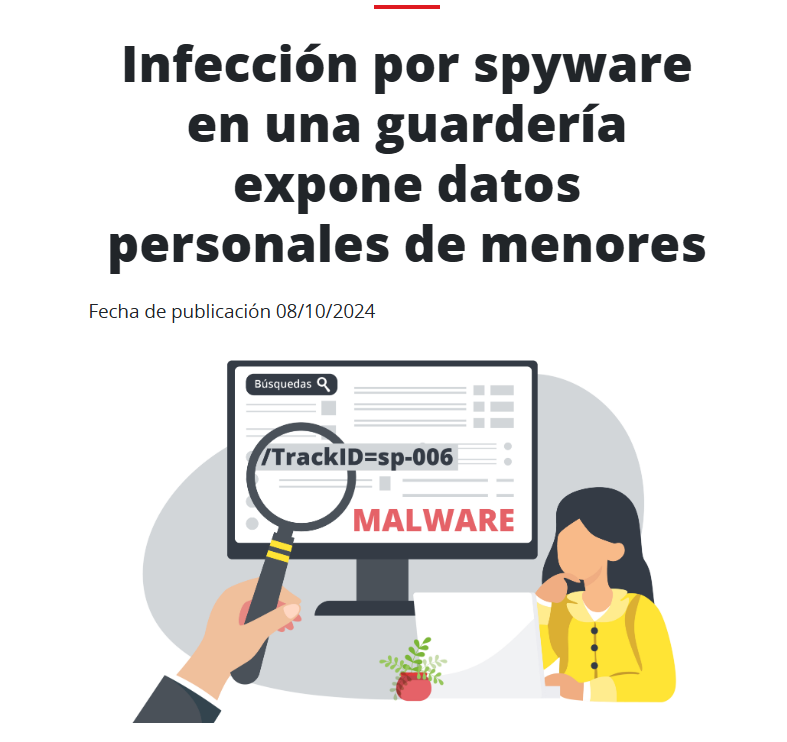 Infección por spyware
en una guardería
expone datos
personales de menores
Fecha de publicación 08/10/2024
Búsquedas
/TrackID=sp-006
MALWARE